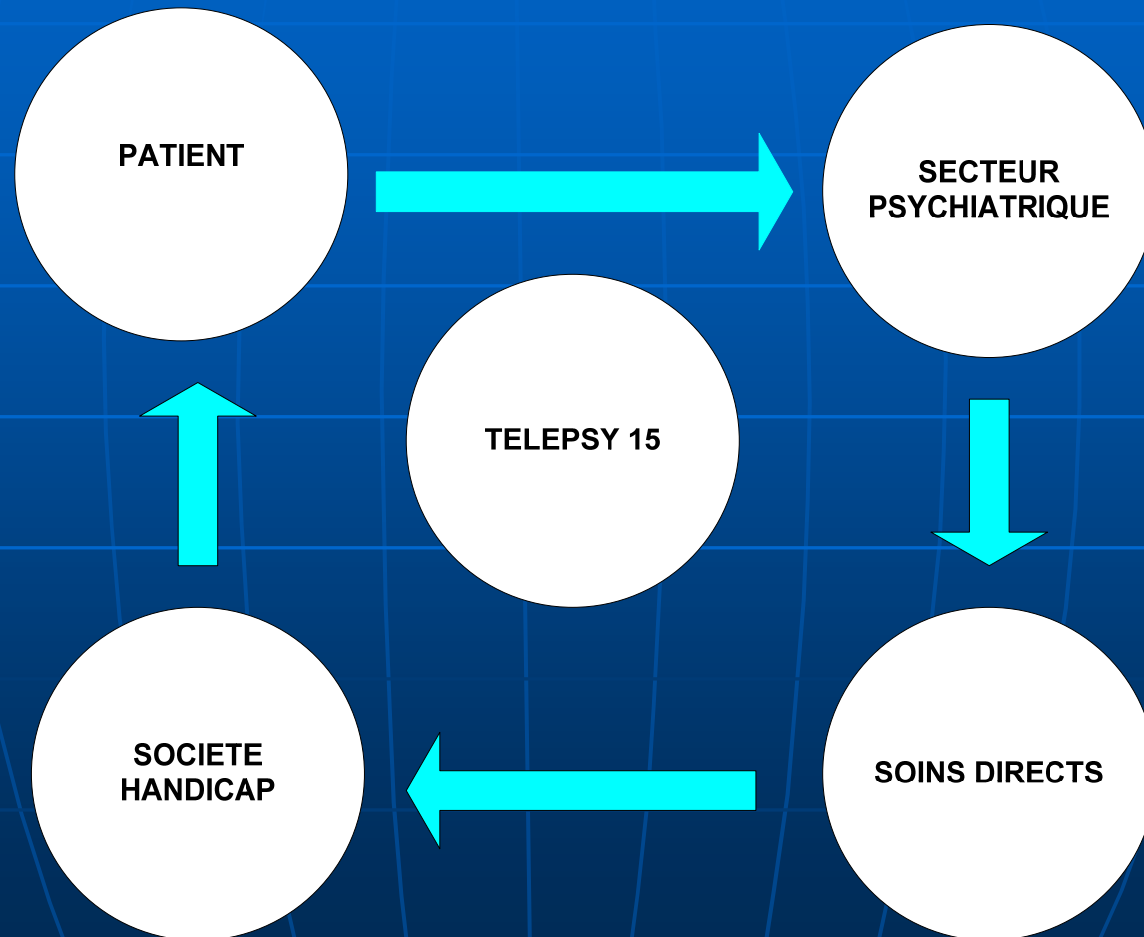 PATIENT
SECTEUR
PSYCHIATRIQUE
TELEPSY 15
SOCIETE
HANDICAP
SOINS DIRECTS